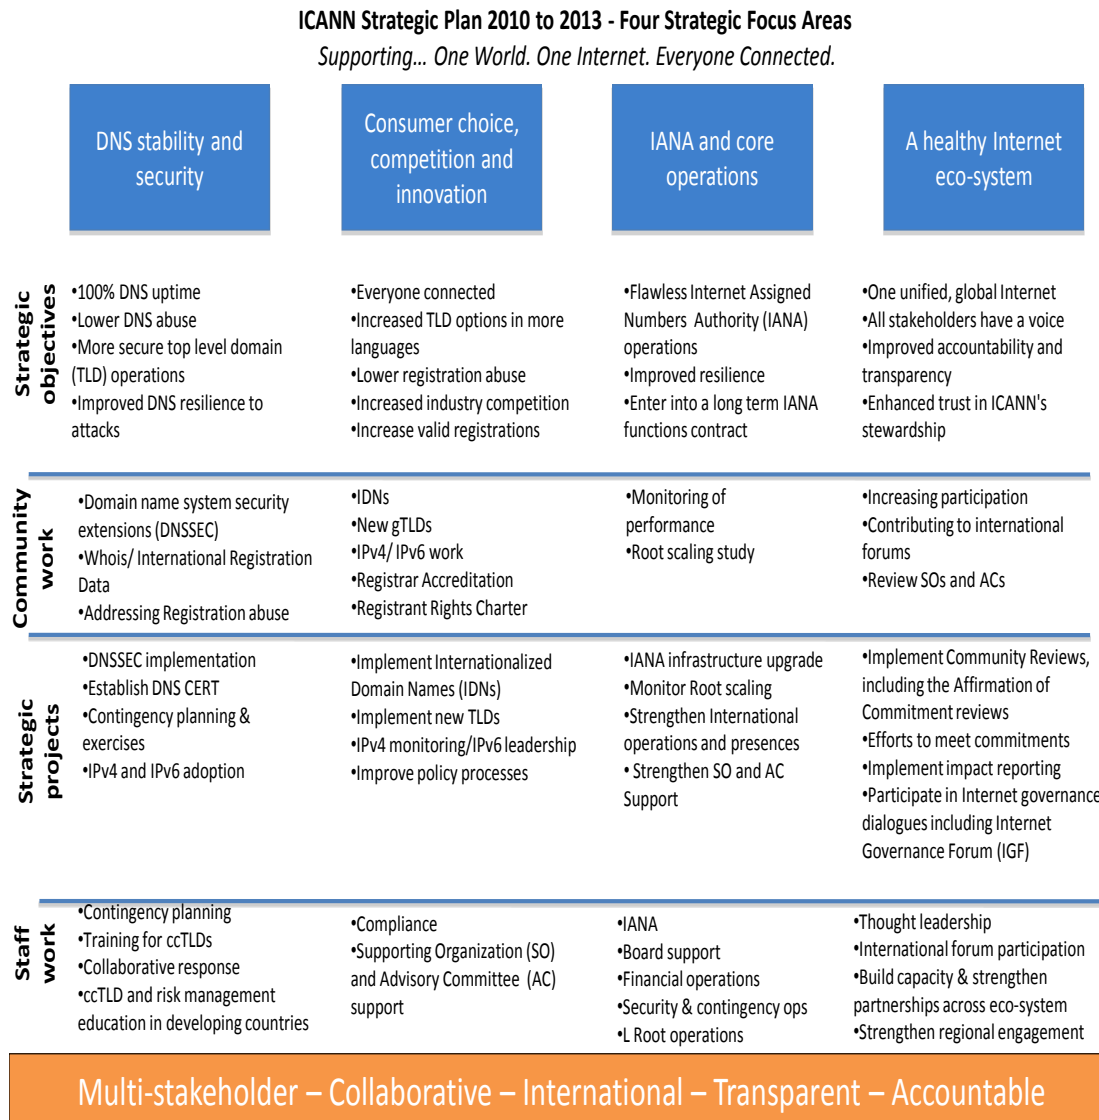 ICANN Strategic Plan 2010 to 2013 - Four Strategic Focus Areas
Supporting... One World. One Internet. Everyone Connected.
DNS stability and
security
Consumer choice,
competition and
innovation
IANA and core
operations
A healthy Internet
eco-system
Strategic
objectives
•100% DNS uptime
•Lower DNS abuse
•More secure top level domain
(TLD) operations
•Improved DNS resilience to
attacks
•Everyone connected
•Increased TLD options in more
languages
•Lower registration abuse
•Increased industry competition
•Increase valid registrations
•Flawless Internet Assigned
Numbers Authority (IANA)
operations
•Improved resilience
•Enter into a long term IANA
functions contract
•One unified, global Internet
•All stakeholders have a voice
•Improved accountability and
transparency
•Enhanced trust in ICANN's
stewardship
Community
work
•Domain name system security
extensions (DNSSEC)
•Whois/ International Registration
Data
•Addressing Registration abuse
•IDNs
•New gTLDs
•IPv4/ IPv6 work
•Registrar Accreditation
•Registrant Rights Charter
•Monitoring of
performance
•Root scaling study
•Increasing participation
•Contributing to international
forums
•Review SOs and ACs
Strategic
projects
•DNSSEC implementation
•Establish DNS CERT
•Contingency planning &
exercises
•IPv4 and IPv6 adoption
•Implement Internationalized
Domain Names (IDNs)
•Implement new TLDs
•IPv4 monitoring/IPv6 leadership
•Improve policy processes
•IANA infrastructure upgrade
•Monitor Root scaling
•Strengthen International
operations and presences
• Strengthen SO and AC
Support
•Implement Community Reviews,
including the Affirmation of
Commitment reviews
•Efforts to meet commitments
•Implement impact reporting
•Participate in Internet governance
dialogues including Internet
Governance Forum (IGF)
Staff
work
•Contingency planning
•Training for ccTLDs
•Collaborative response
•ccTLD and risk management
education in developing countries
•Compliance
•Supporting Organization (SO)
and Advisory Committee (AC)
support
•IANA
•Board support
•Financial operations
•Security & contingency ops
•L Root operations
•Thought leadership
•International forum participation
•Build capacity & strengthen
partnerships across eco-system
•Strengthen regional engagement
Multi-stakeholder – Collaborative – International – Transparent – Accountable